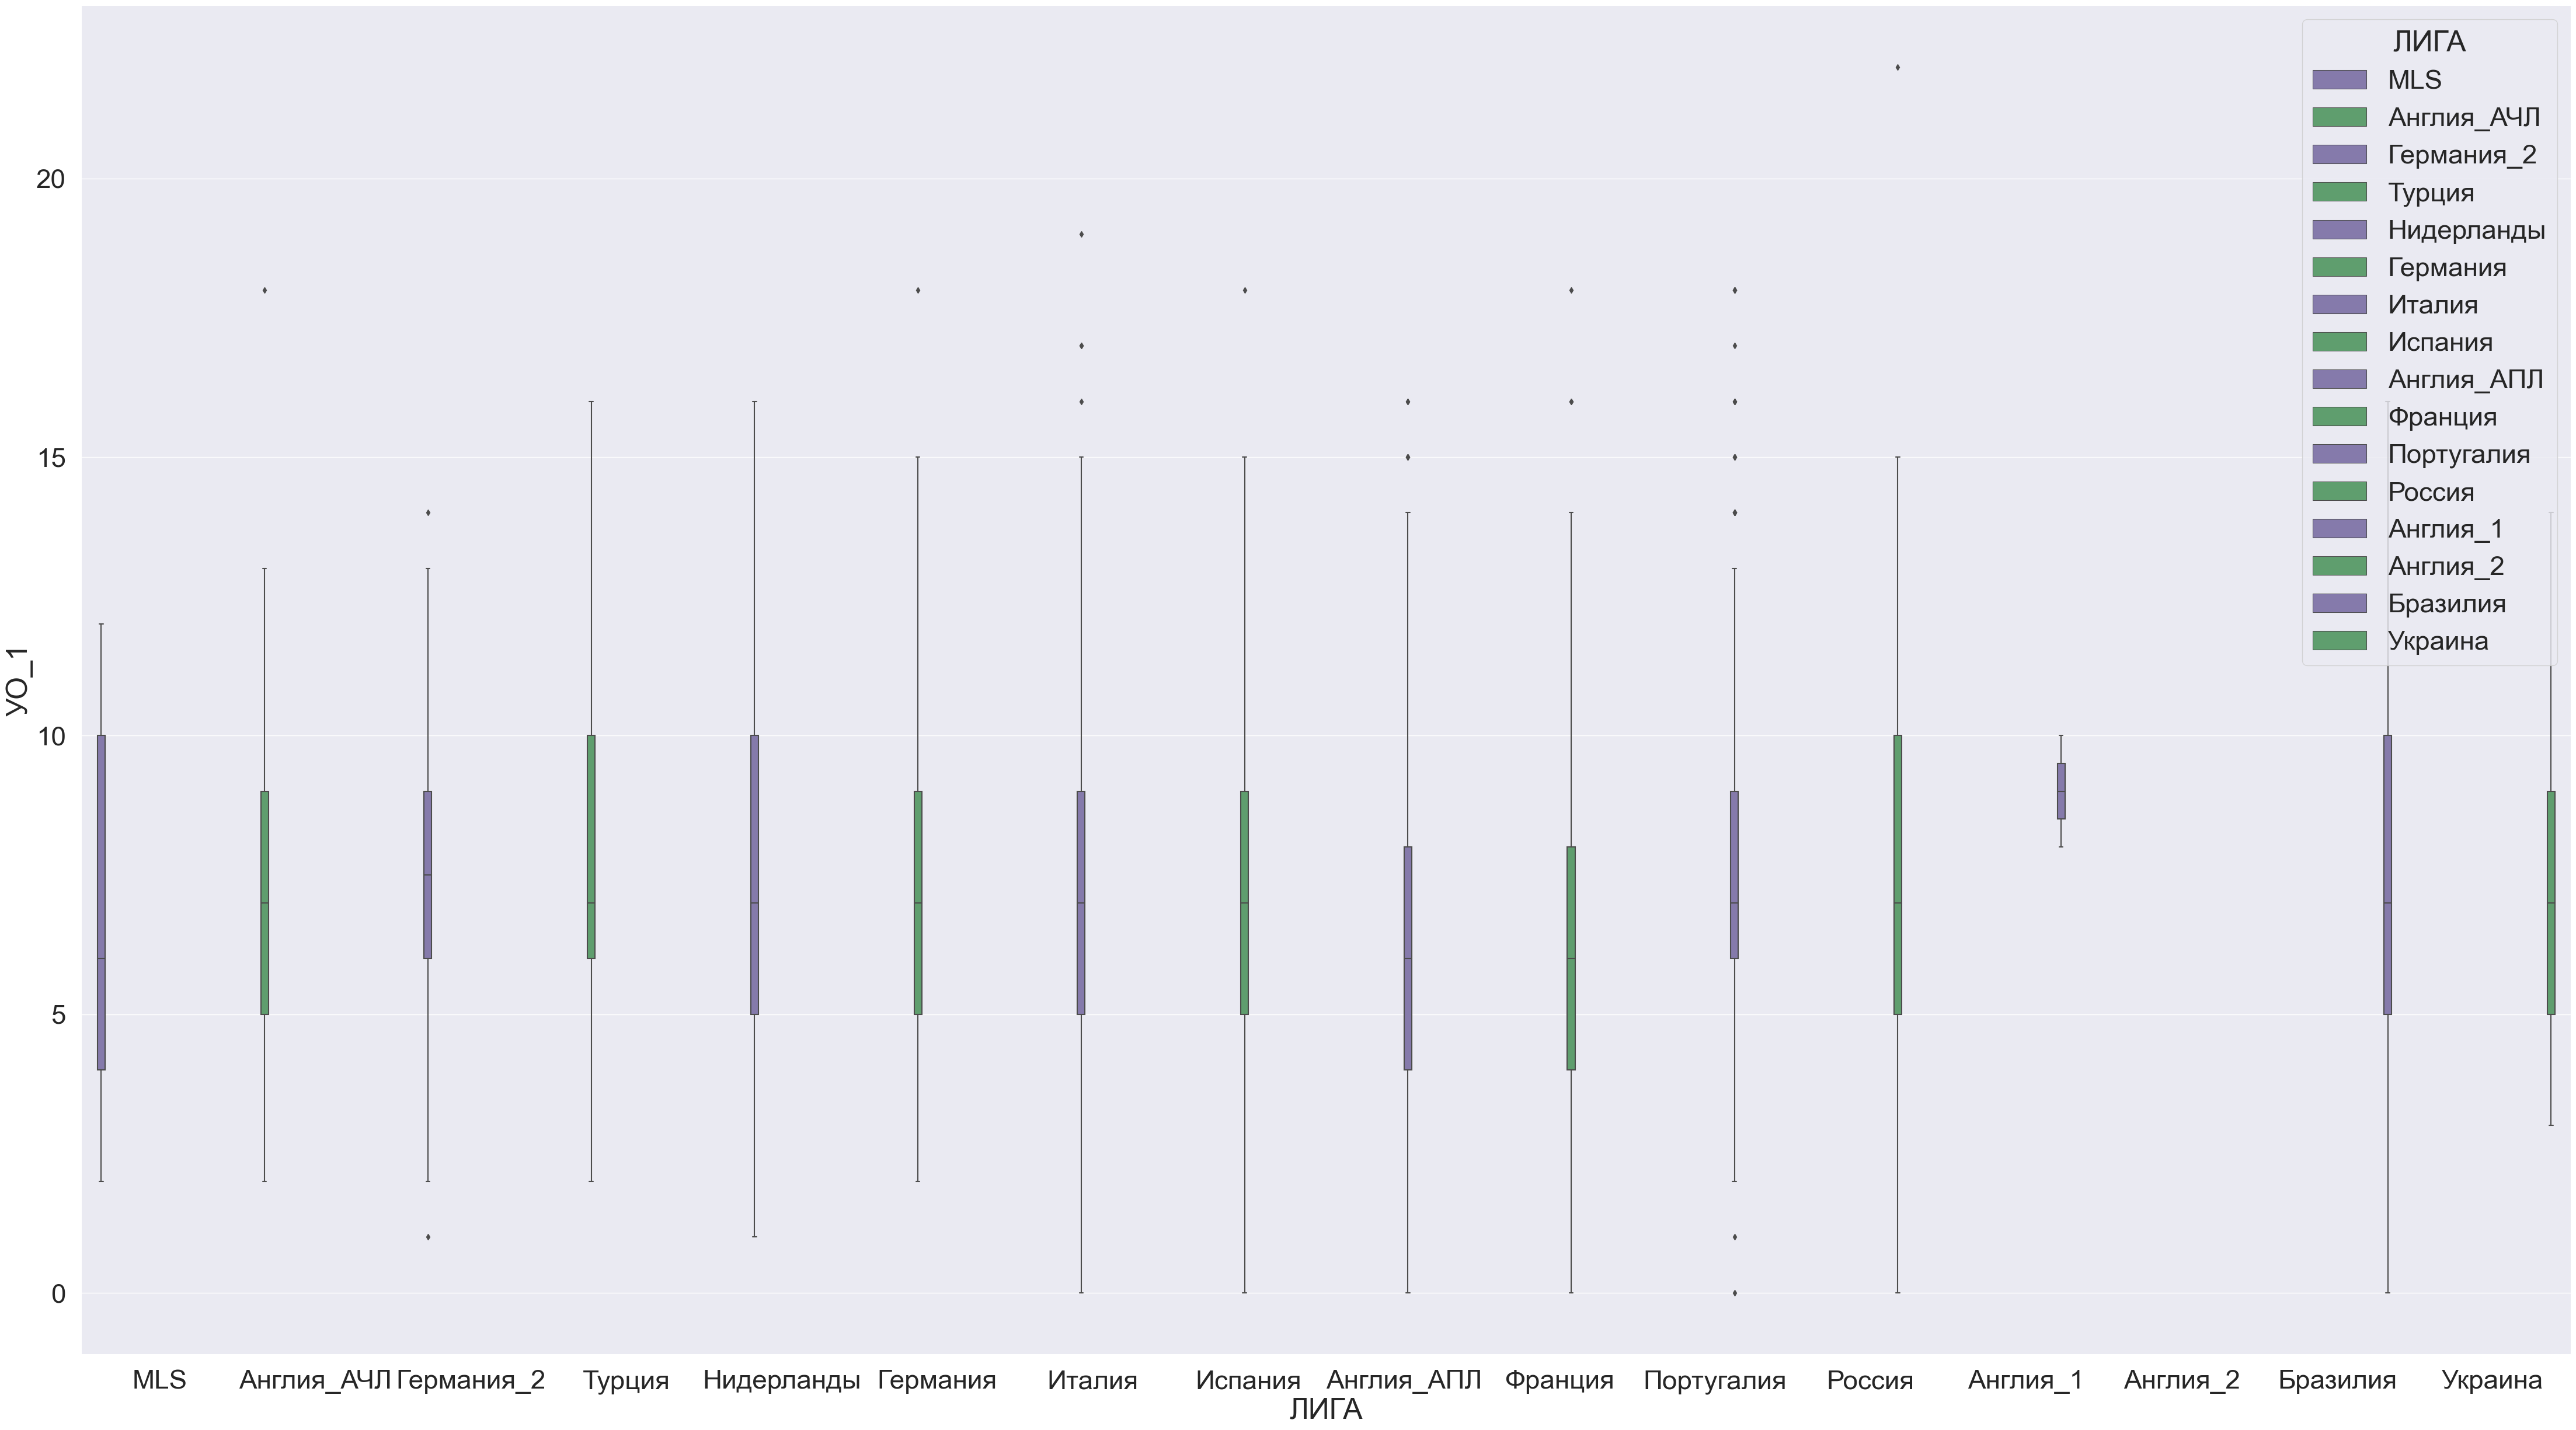 ЛИГА
MLS
Англия_АЧЛ
Германия_2
Турция
Нидерланды
Германия
Италия
Испания
Англия_АПЛ
Франция
Португалия
Россия
Англия_1
Англия_2
Бразилия
Украина
УО_1
20
15
10
5
0
MLS Англия_АЧЛ Германия_2 Турция Нидерланды Германия Италия Испания Англия_АПЛ Франция Португалия Россия Англия_1 Англия_2 Бразилия Украина
ЛИГА